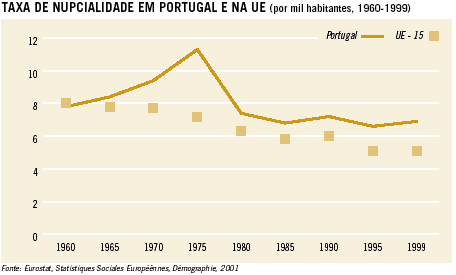 TAXA DE NUPCIALIDADE EM PORTUGAL E NA UE (por mil habitantes, 1960-1999)
Portugal UE - 15
12
10
8
6
4
2
0
1960 1965 1970 1975 1980 1985 1990 1995 1999
Fonte: Eurostat, Statistiques Sociales Européènnes, Démographie, 2001